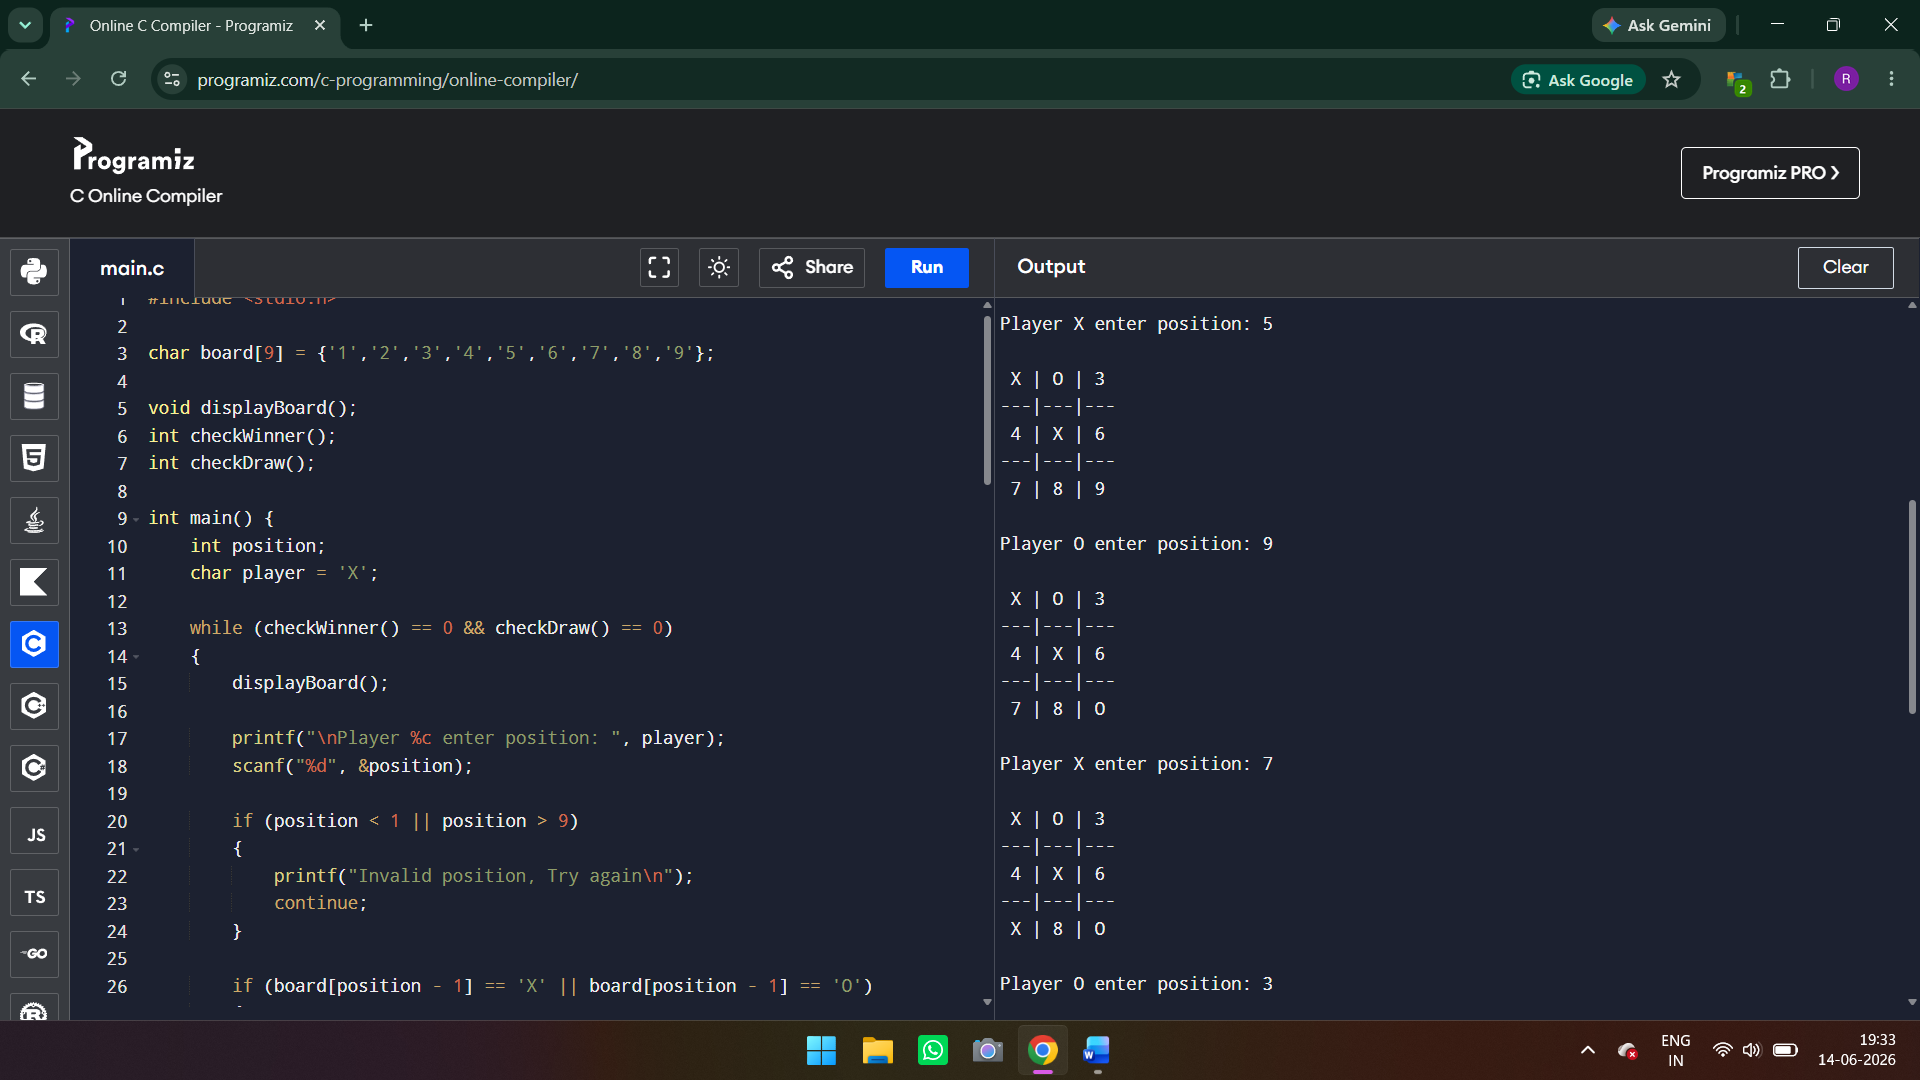 Online C Compiler - Programiz
Ask Gemini
programiz.com/c-programming/online-compiler/
Ask Google
2
R
Programiz
C Online Compiler
Programiz PRO
main.c
Share
Run
Output
Clear
1 #include <stdio.h>
2
3 char board[9] = {'1','2','3','4','5','6','7','8','9'};
4
5 void displayBoard();
6 int checkWinner();
7 int checkDraw();
8
9 int main() {
10 int position;
11 char player = 'X';
12
13 while (checkWinner() == 0 && checkDraw() == 0)
14 {
15 displayBoard();
16
17 printf("\nPlayer %c enter position: ", player);
18 scanf("%d", &position);
19
20 if (position < 1 || position > 9)
21 {
22 printf("Invalid position, Try again\n");
23 continue;
24 }
25
26 if (board[position - 1] == 'X' || board[position - 1] == 'O')
Player X enter position: 5
X | O | 3
---|---|---
4 | X | 6
---|---|---
7 | 8 | 9
Player O enter position: 9
X | O | 3
---|---|---
4 | X | 6
---|---|---
7 | 8 | O
Player X enter position: 7
X | O | 3
---|---|---
4 | X | 6
---|---|---
X | 8 | O
Player O enter position: 3
JS
TS
GO
ENG
IN
19:33
14-06-2026